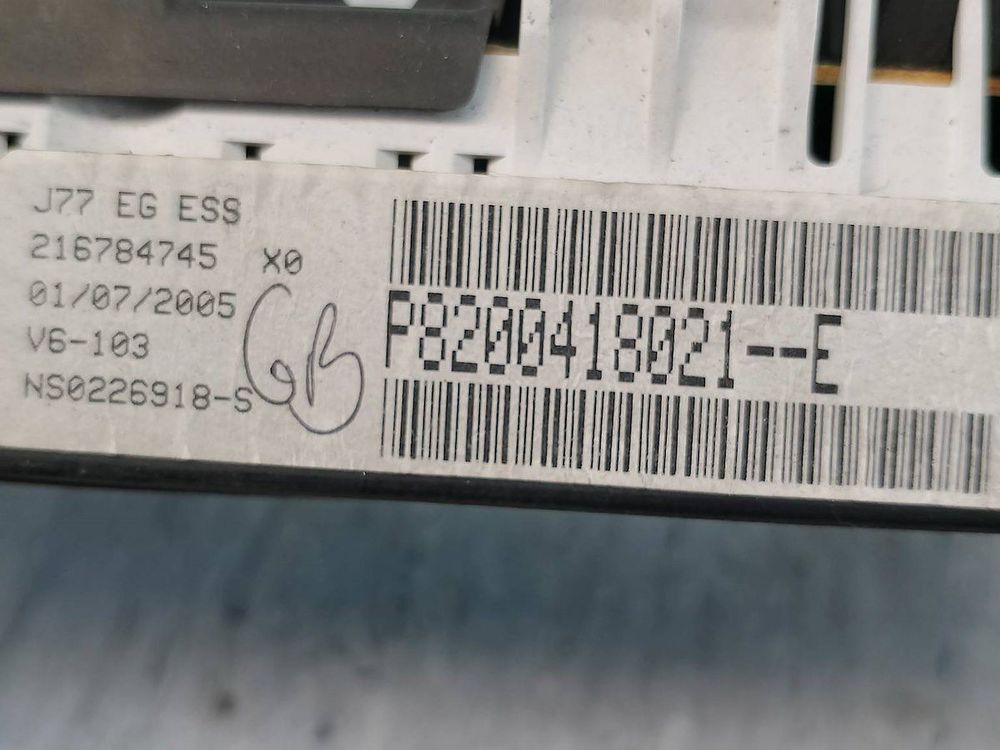 J77 EG ESS
216784745 X0
01/07/2005
V6-103
NS0226918-S
GB
P8200418021--E